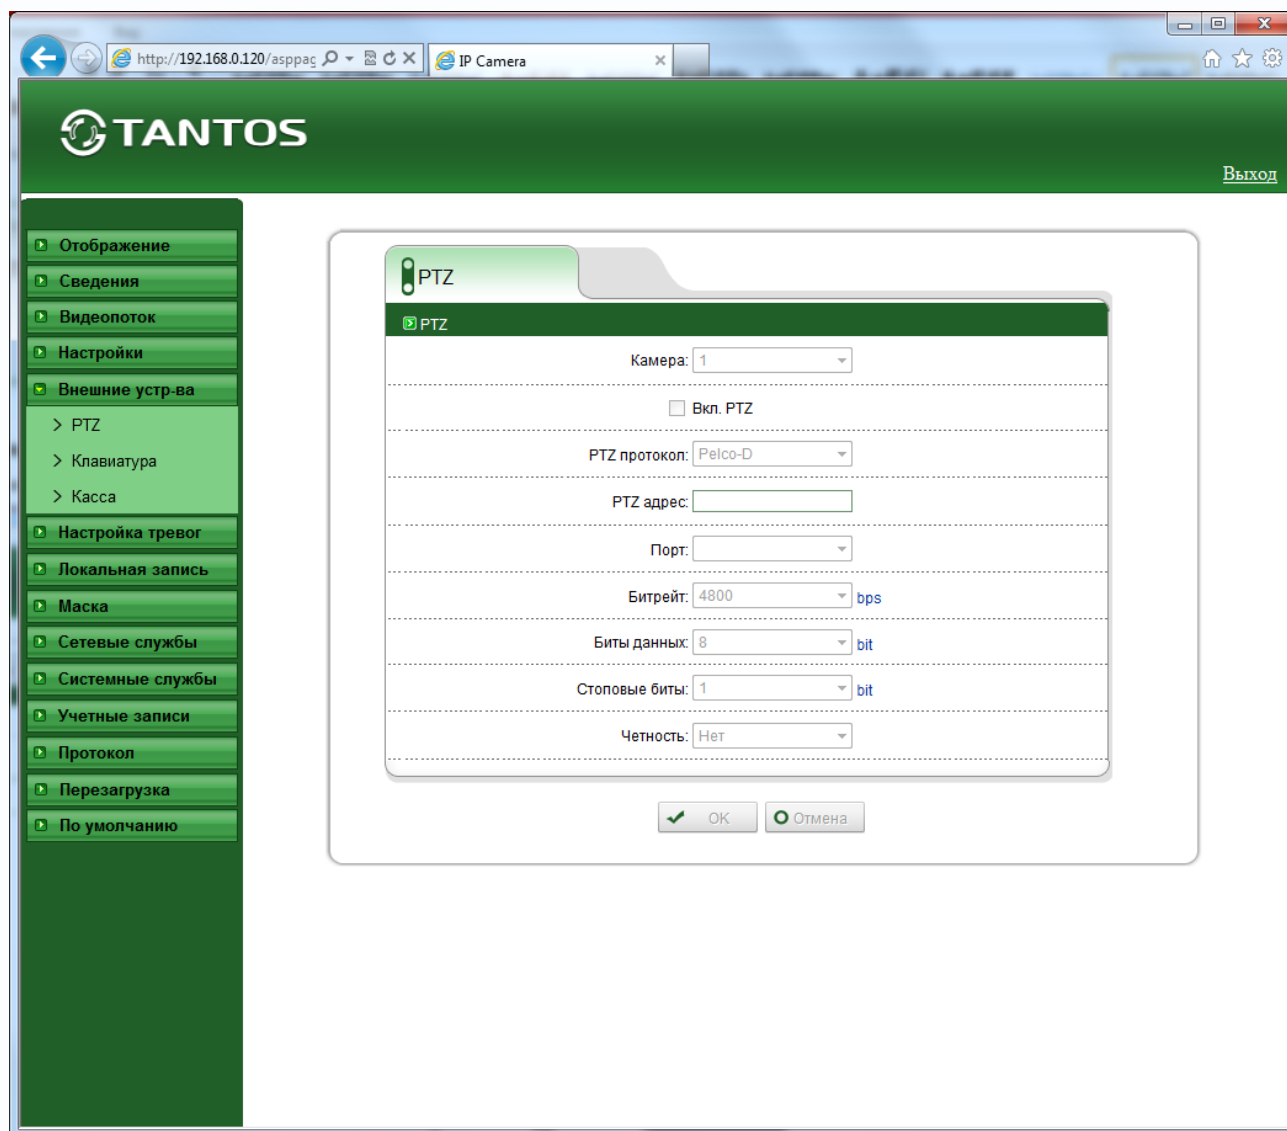 http://192.168.0.120/asppag
IP Camera
TANTOS
Выход
Отображение
Сведения
Видеопоток
Настройки
Внешние устр-ва
PTZ
Клавиатура
Касса
Настройка тревог
Локальная запись
Маска
Сетевые службы
Системные службы
Учетные записи
Протокол
Перезагрузка
По умолчанию
PTZ
PTZ
Камера: 1
Вкл. PTZ
PTZ протокол: Pelco-D
PTZ адрес:
Порт:
Битрейт: 4800 bps
Биты данных: 8 bit
Стоповые биты: 1 bit
Четность: Нет
OK
Отмена